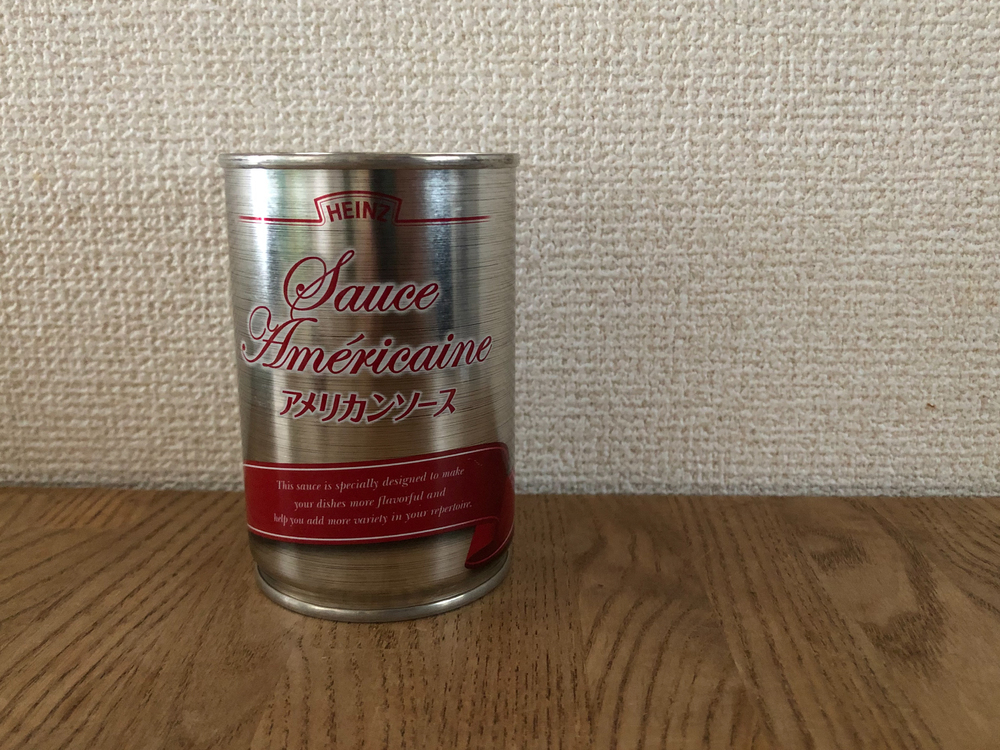 HEINZ
Sauce
Américaine
アメリカンソース
This sauce is specially designed to make
your dishes more flavorful and
help you add more variety in your repertoire.